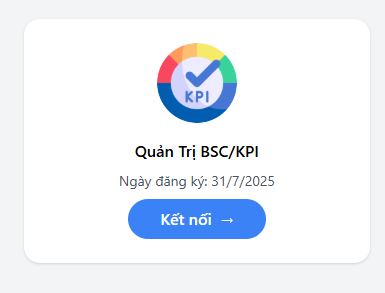 KPI
Quản Trị BSC/KPI
Ngày đăng ký: 31/7/2025
Kết nối →